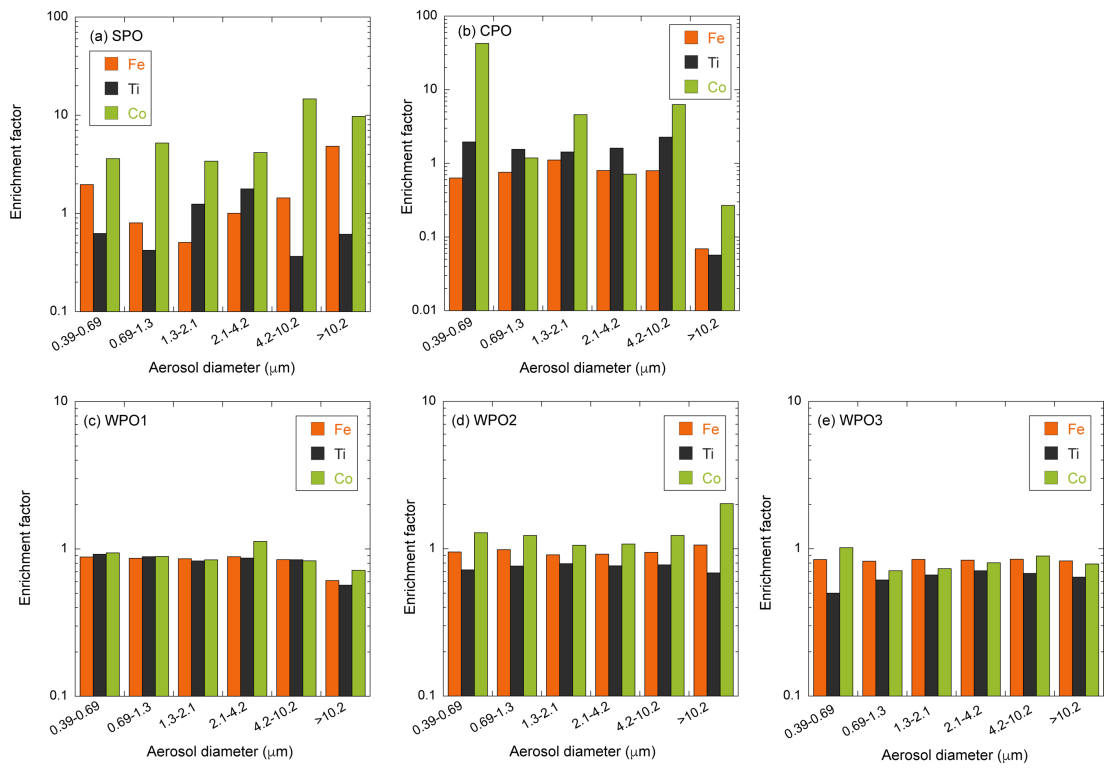 (a) SPO
Fe
Ti
Co
100
10
1
0.1
Enrichment factor
0.39-0.69
0.69-1.3
1.3-2.1
2.1-4.2
4.2-10.2
>10.2
Aerosol diameter (μm)
(b) CPO
Fe
Ti
Co
100
10
1
0.1
0.01
Enrichment factor
0.39-0.69
0.69-1.3
1.3-2.1
2.1-4.2
4.2-10.2
>10.2
Aerosol diameter (μm)
(c) WPO1
Fe
Ti
Co
10
1
0.1
Enrichment factor
0.39-0.69
0.69-1.3
1.3-2.1
2.1-4.2
4.2-10.2
>10.2
Aerosol diameter (μm)
(d) WPO2
Fe
Ti
Co
10
1
0.1
Enrichment factor
0.39-0.69
0.69-1.3
1.3-2.1
2.1-4.2
4.2-10.2
>10.2
Aerosol diameter (μm)
(e) WPO3
Fe
Ti
Co
10
1
0.1
Enrichment factor
0.39-0.69
0.69-1.3
1.3-2.1
2.1-4.2
4.2-10.2
>10.2
Aerosol diameter (μm)